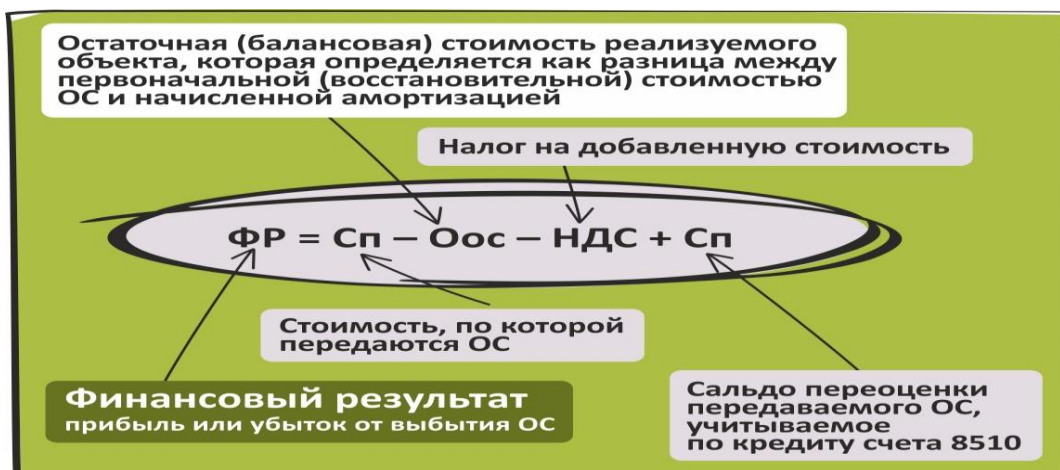 Остаточная (балансовая) стоимость реализуемого
объекта, которая определяется как разница между
первоначальной (восстановительной) стоимостью
ОС и начисленной амортизацией
Налог на добавленную стоимость
ФР = Сп – Оос – НДС + Сп
Стоимость, по которой
передаются ОС
Финансовый результат
прибыль или убыток от выбытия ОС
Сальдо переоценки
передаваемого ОС,
учитываемое
по кредиту счета 8510